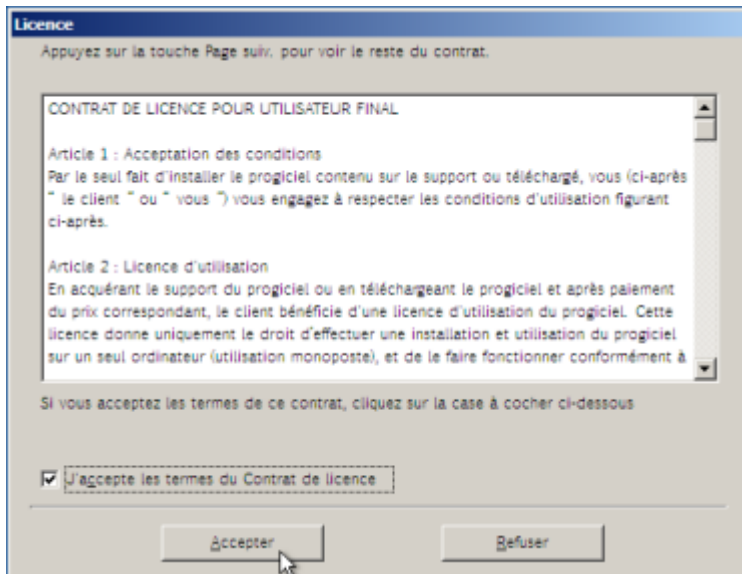 Licence
Appuyez sur la touche Page suiv. pour voir le reste du contrat.
CONTRAT DE LICENCE POUR UTILISATEUR FINAL
Article 1 : Acceptation des conditions
Par le seul fait d'installer le progiciel contenu sur le support ou téléchargé, vous (ci-après
" le client " ou " vous ") vous engagez à respecter les conditions d'utilisation figurant
ci-après.
Article 2 : Licence d'utilisation
En acquérant le support du progiciel ou en téléchargeant le progiciel et après paiement
du prix correspondant, le client bénéficie d'une licence d'utilisation du progiciel. Cette
licence donne uniquement le droit d'effectuer une installation et utilisation du progiciel
sur un seul ordinateur (utilisation monoposte), et de le faire fonctionner conformément à
Si vous acceptez les termes de ce contrat, cliquez sur la case à cocher ci-dessous
J'accepte les termes du Contrat de licence
Accepter
Refuser